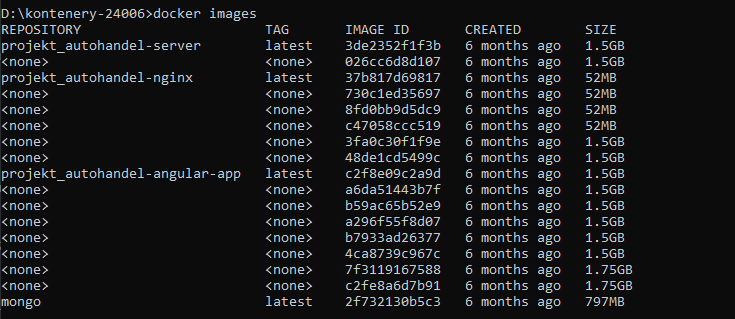 D:\kontenery-24006>docker images
REPOSITORY TAG IMAGE ID CREATED SIZE
projekt_autohandel-server latest 3de2352f1f3b 6 months ago 1.5GB
<none> <none> 026cc6d8d107 6 months ago 1.5GB
projekt_autohandel-nginx latest 37b817d69817 6 months ago 52MB
<none> <none> 730c1ed35697 6 months ago 52MB
<none> <none> 8fd0bb9d5dc9 6 months ago 52MB
<none> <none> c47058ccc519 6 months ago 52MB
<none> <none> 3fa0c30f1f9e 6 months ago 1.5GB
<none> <none> 48de1cd5499c 6 months ago 1.5GB
projekt_autohandel-angular-app latest c2f8e09c2a9d 6 months ago 1.5GB
<none> <none> a6da51443b7f 6 months ago 1.5GB
<none> <none> b59ac65b52e9 6 months ago 1.5GB
<none> <none> a296f55f8d07 6 months ago 1.5GB
<none> <none> b7933ad26377 6 months ago 1.5GB
<none> <none> 4ca8739c967c 6 months ago 1.5GB
<none> <none> 7f3119167588 6 months ago 1.75GB
<none> <none> c2fe8a6d7b91 6 months ago 1.75GB
mongo latest 2f732130b5c3 6 months ago 797MB